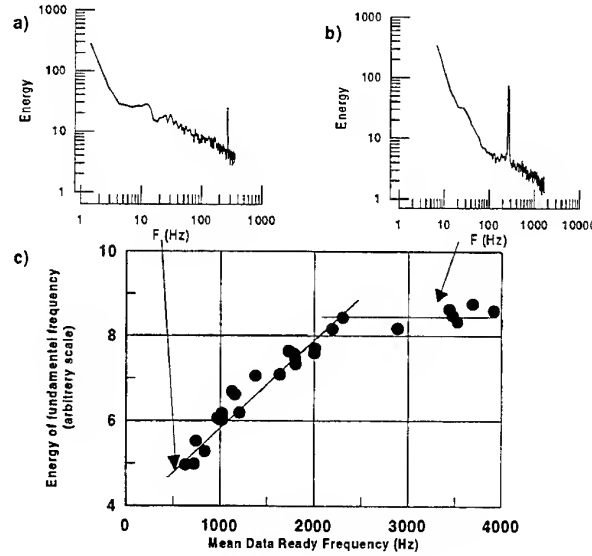 a)
1000
100
10
1
Energy
1
10
100
1000
F (Hz)
b)
1000
100
10
1
Energy
1
10
100
1000
10000
F (Hz)
c)
10
8
6
4
Energy of fundamental frequency
(arbitrery scale)
0
1000
2000
3000
4000
Mean Data Ready Frequency (Hz)